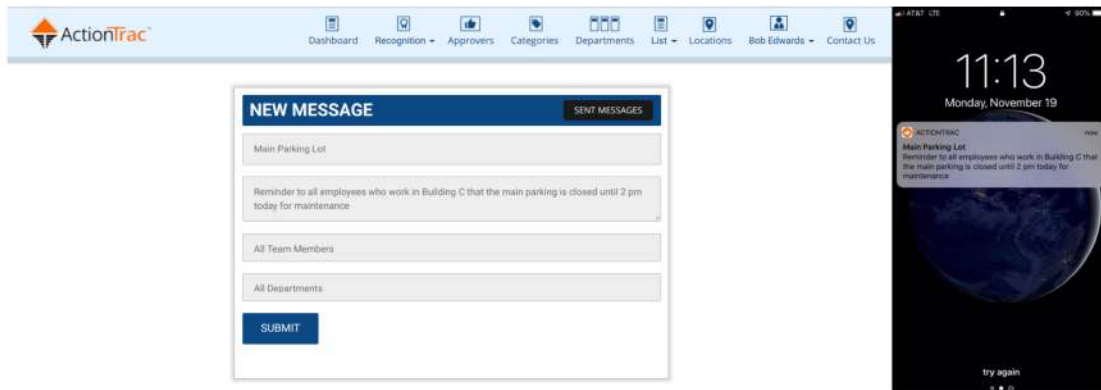 ActionTrac
Dashboard
Recognition
Approvers
Categories
Departments
List
Locations
Bob Edwards
Contact Us
NEW MESSAGE
SENT MESSAGES
Main Parking Lot
Reminder to all employees who work in Building C that the main parking is closed until 2 pm
today for maintenance
All Team Members
All Departments
SUBMIT
AT&T LTE
90%
11:13
Monday, November 19
ACTIONTRAC
now
Main Parking Lot
Reminder to all employees who work in Building C that
the main parking is closed until 2 pm today for
maintenance
try again